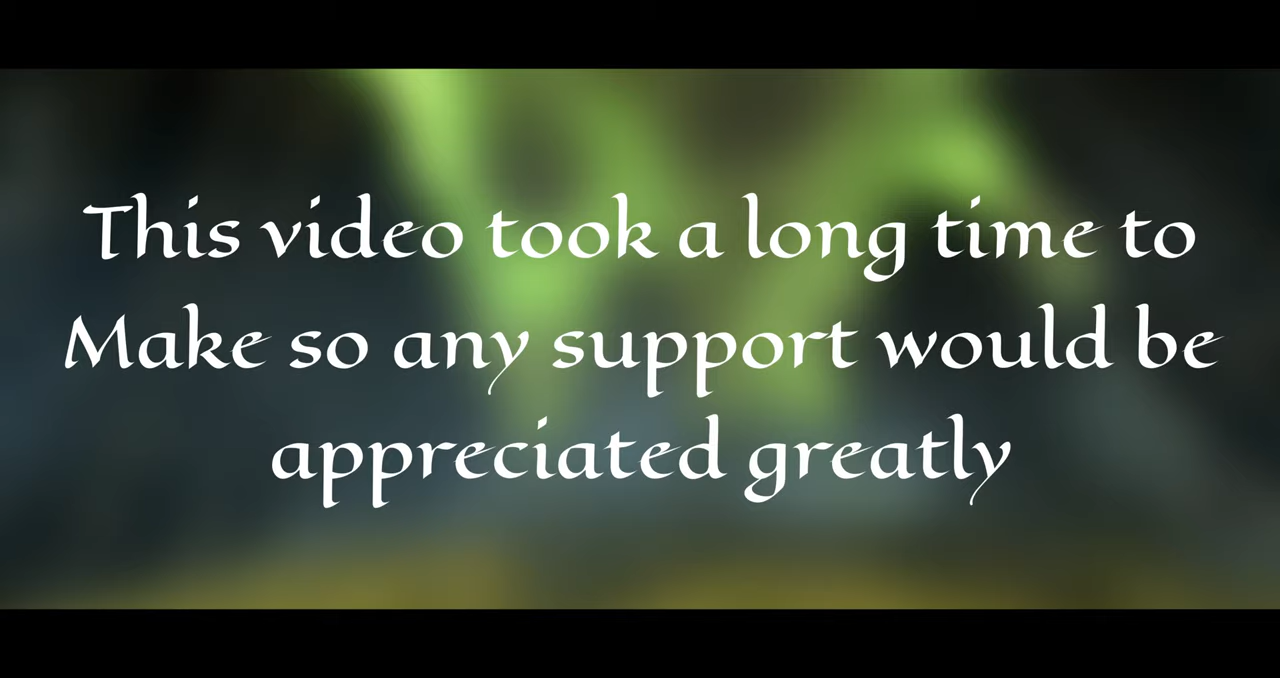 This video took a long time to
Make so any support would be
appreciated greatly